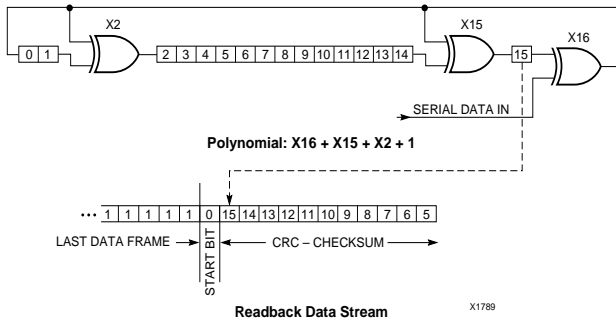 X2 X15
X16
0 1 2 3 4 5 6 7 8 9 10 11 12 13 14 15
SERIAL DATA IN
Polynomial: X16 + X15 + X2 + 1
••• 1 1 1 1 1 0 15 14 13 12 11 10 9 8 7 6 5
LAST DATA FRAME
START BIT
CRC – CHECKSUM
Readback Data Stream
X1789